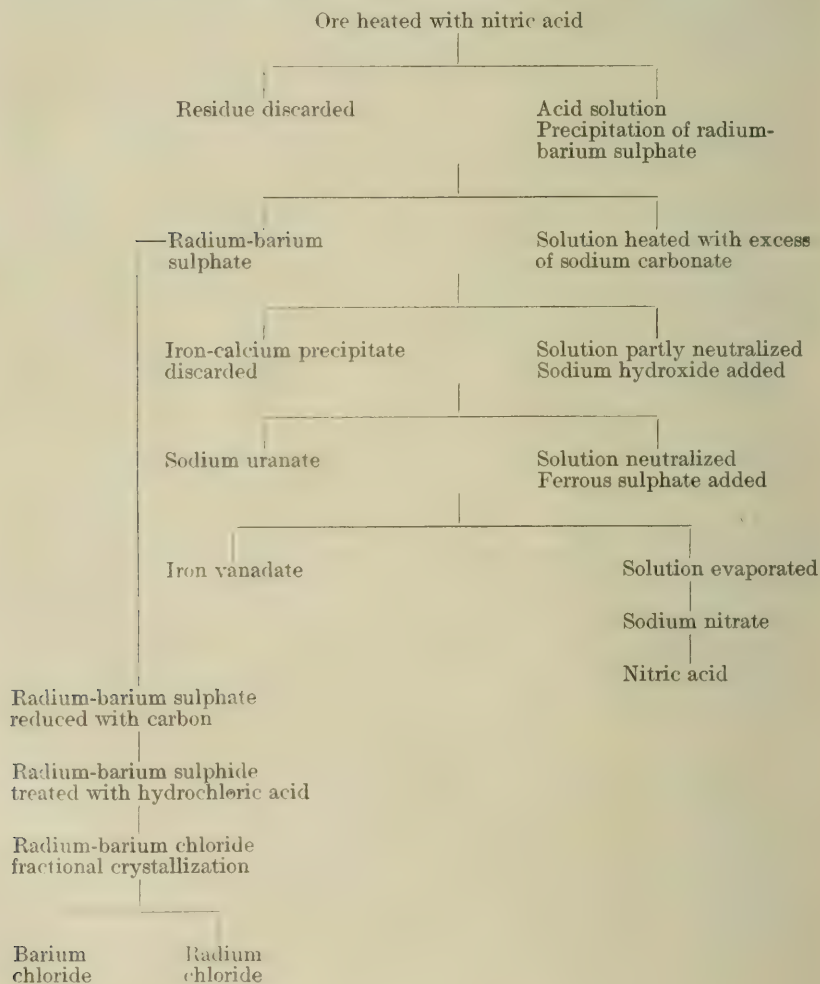 Ore heated with nitric acid
Residue discarded
Acid solution
Precipitation of radium-
barium sulphate
Radium-barium
sulphate
Solution heated with excess
of sodium carbonate
Iron-calcium precipitate
discarded
Solution partly neutralized
Sodium hydroxide added
Sodium uranate
Solution neutralized
Ferrous sulphate added
Iron vanadate
Solution evaporated
Sodium nitrate
Nitric acid
Radium-barium sulphate
reduced with carbon
Radium-barium sulphide
treated with hydrochloric acid
Radium-barium chloride
fractional crystallization
Barium
chloride
Radium
chloride